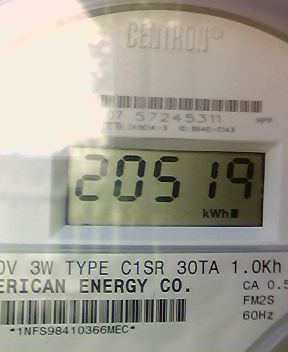 CENTRON®
07 57245311
20519
kWh
0V 3W TYPE C1SR 30TA 1.0Kh
ERICAN ENERGY CO. CA 0.5
FM2S
60Hz
*1NFS98410366MEC*